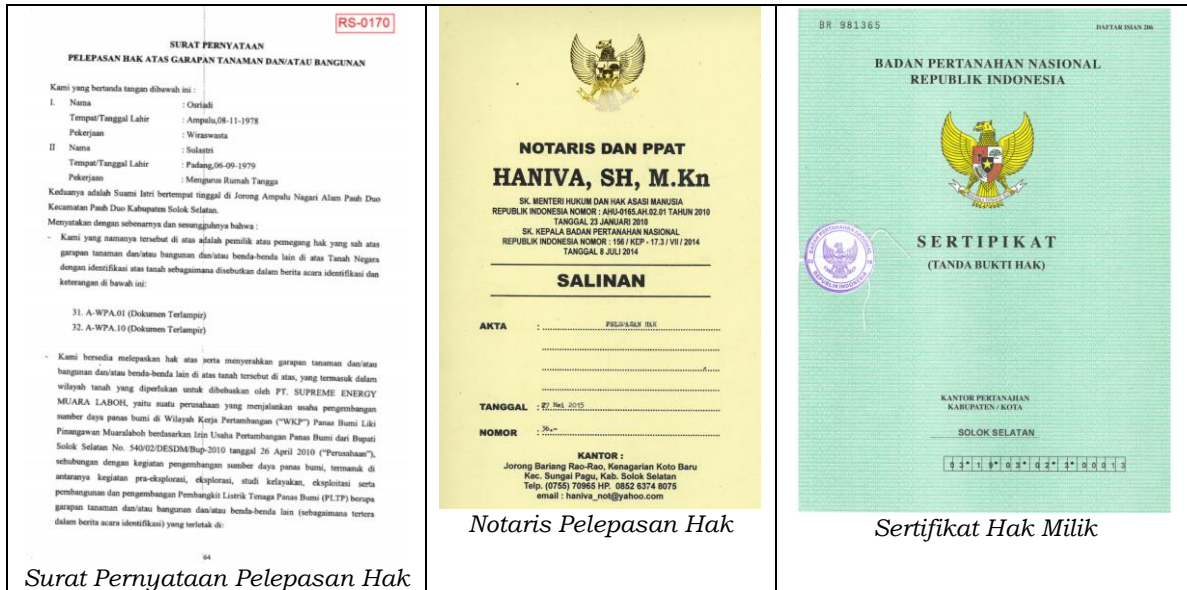 RS-0170
SURAT PERNYATAAN
PELEPASAN HAK ATAS GARAPAN TANAMAN DAN/ATAU BANGUNAN
Kami yang bertanda tangan dibawah ini :
I. Nama : Osriadi
Tempat/Tanggal Lahir : Ampalu,08-11-1978
Pekerjaan : Wiraswasta
II Nama : Sulastri
Tempat/Tanggal Lahir : Padang,06-09-1979
Pekerjaan : Mengurus Rumah Tangga
Keduanya adalah Suami Istri bertempat tinggal di Jorong Ampalu Nagari Alam Pauh Duo
Kecamatan Pauh Duo Kabupaten Solok Selatan.
Menyatakan dengan sebenarnya dan sesungguhnya bahwa :
- Kami yang namanya tersebut di atas adalah pemilik atau pemegang hak yang sah atas
garapan tanaman dan/atau bangunan dan/atau benda-benda lain di atas Tanah Negara
dengan identifikasi atas tanah sebagaimana disebutkan dalam berita acara identifikasi dan
keterangan di bawah ini:
31. A-WPA.01 (Dokumen Terlampir)
32. A-WPA.10 (Dokumen Terlampir)
- Kami bersedia melepaskan hak atas serta menyerahkan garapan tanaman dan/atau
bangunan dan/atau benda-benda lain di atas tanah tersebut di atas, yang termasuk dalam
wilayah tanah yang diperlukan untuk dibebaskan oleh PT. SUPREME ENERGY
MUARA LABOH, yaitu suatu perusahaan yang menjalankan usaha pengembangan
sumber daya panas bumi di Wilayah Kerja Pertambangan ("WKP") Panas Bumi Liki
Pinangawan Muaralaboh berdasarkan Izin Usaha Pertambangan Panas Bumi dari Bupati
Solok Selatan No. 540/02/DESDM/Bup-2010 tanggal 26 April 2010 ("Perusahaan"),
sehubungan dengan kegiatan pengembangan sumber daya panas bumi, termasuk di
antaranya kegiatan pra-eksplorasi, eksplorasi, studi kelayakan, eksploitasi serta
pembangunan dan pengembangan Pembangkit Listrik Tenaga Panas Bumi (PLTP) berupa
garapan tanaman dan/atau bangunan dan/atau benda-benda lain (sebagaimana tertera
dalam berita acara identifikasi) yang terletak di:
64
Surat Pernyataan Pelepasan Hak
NOTARIS DAN PPAT
HANIVA, SH, M.Kn
SK. MENTERI HUKUM DAN HAK ASASI MANUSIA
REPUBLIK INDONESIA NOMOR : AHU-0165.AH.02.01 TAHUN 2010
TANGGAL 23 JANUARI 2010
SK. KEPALA BADAN PERTANAHAN NASIONAL
REPUBLIK INDONESIA NOMOR : 156 / KEP - 17.3 / VII / 2014
TANGGAL 8 JULI 2014
SALINAN
AKTA : PELEPASAN HAK
TANGGAL : 27 Mei 2015
NOMOR : 36.-
KANTOR :
Jorong Bariang Rao-Rao, Kenagarian Koto Baru
Kec. Sungai Pagu, Kab. Solok Selatan
Telp. (0755) 70965 HP. 0852 6374 8075
email : haniva_not@yahoo.com
Notaris Pelepasan Hak
BR 981365
DAFTAR ISIAN 206
BADAN PERTANAHAN NASIONAL
REPUBLIK INDONESIA
SERTIPIKAT
(TANDA BUKTI HAK)
BADAN PERTANAHAN NASIONAL
REPUBLIK INDONESIA
KANTOR PERTANAHAN
KABUPATEN / KOTA
SOLOK SELATAN
03 19 03 02 3 00013
Sertifikat Hak Milik